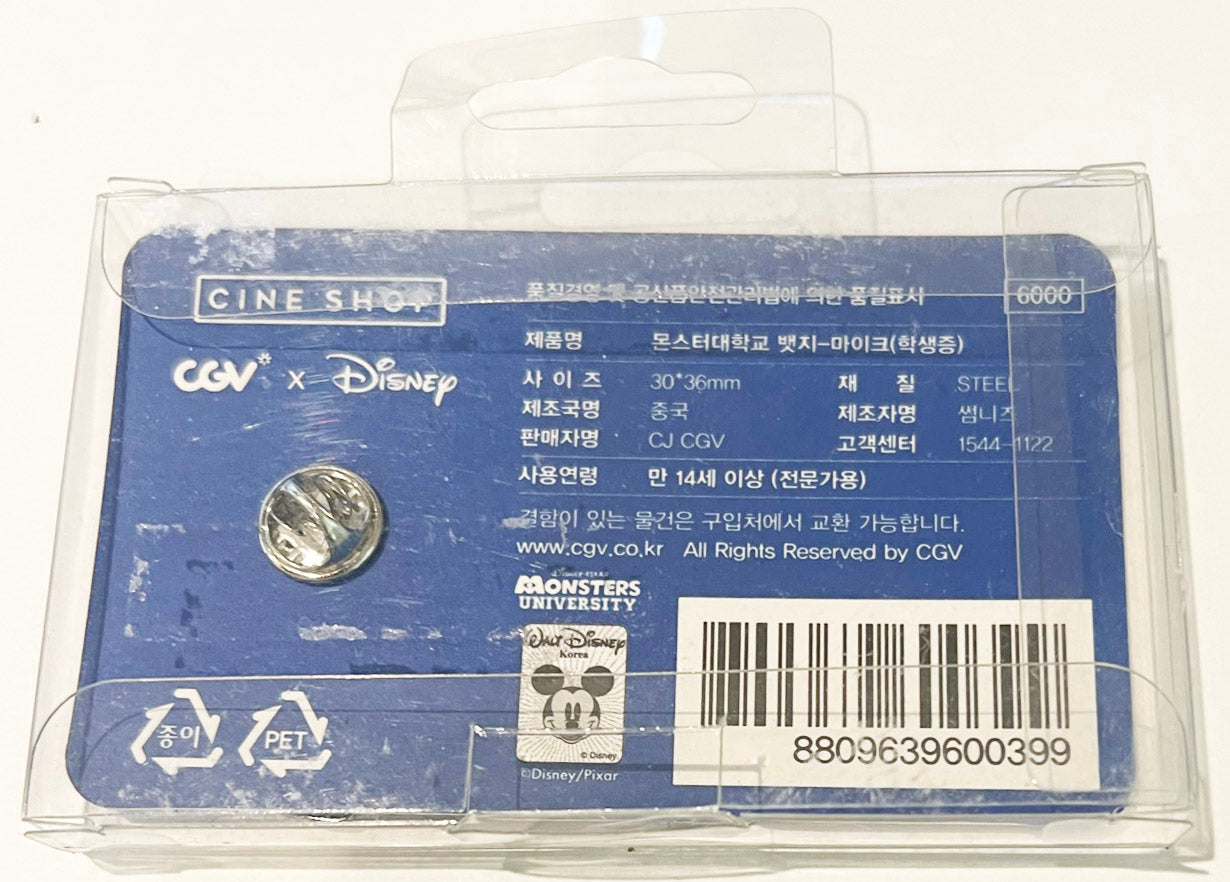 CINE SHOP
CGV x Disney
품질경영 및 공산품안전관리법에 의한 품질표시 6000
제품명 몬스터대학교 뱃지-마이크(학생증)
사 이 즈 30*36mm 재 질 STEEL
제조국명 중국 제조자명 썸니즈
판매자명 CJ CGV 고객센터 1544-1122
사용연령 만 14세 이상 (전문가용)
결함이 있는 물건은 구입처에서 교환 가능합니다.
www.cgv.co.kr All Rights Reserved by CGV
DISNEY·PIXAR
MONSTERS
UNIVERSITY
WALT DISNEY
Korea
© Disney
©Disney/Pixar
종이
PET
8809639600399